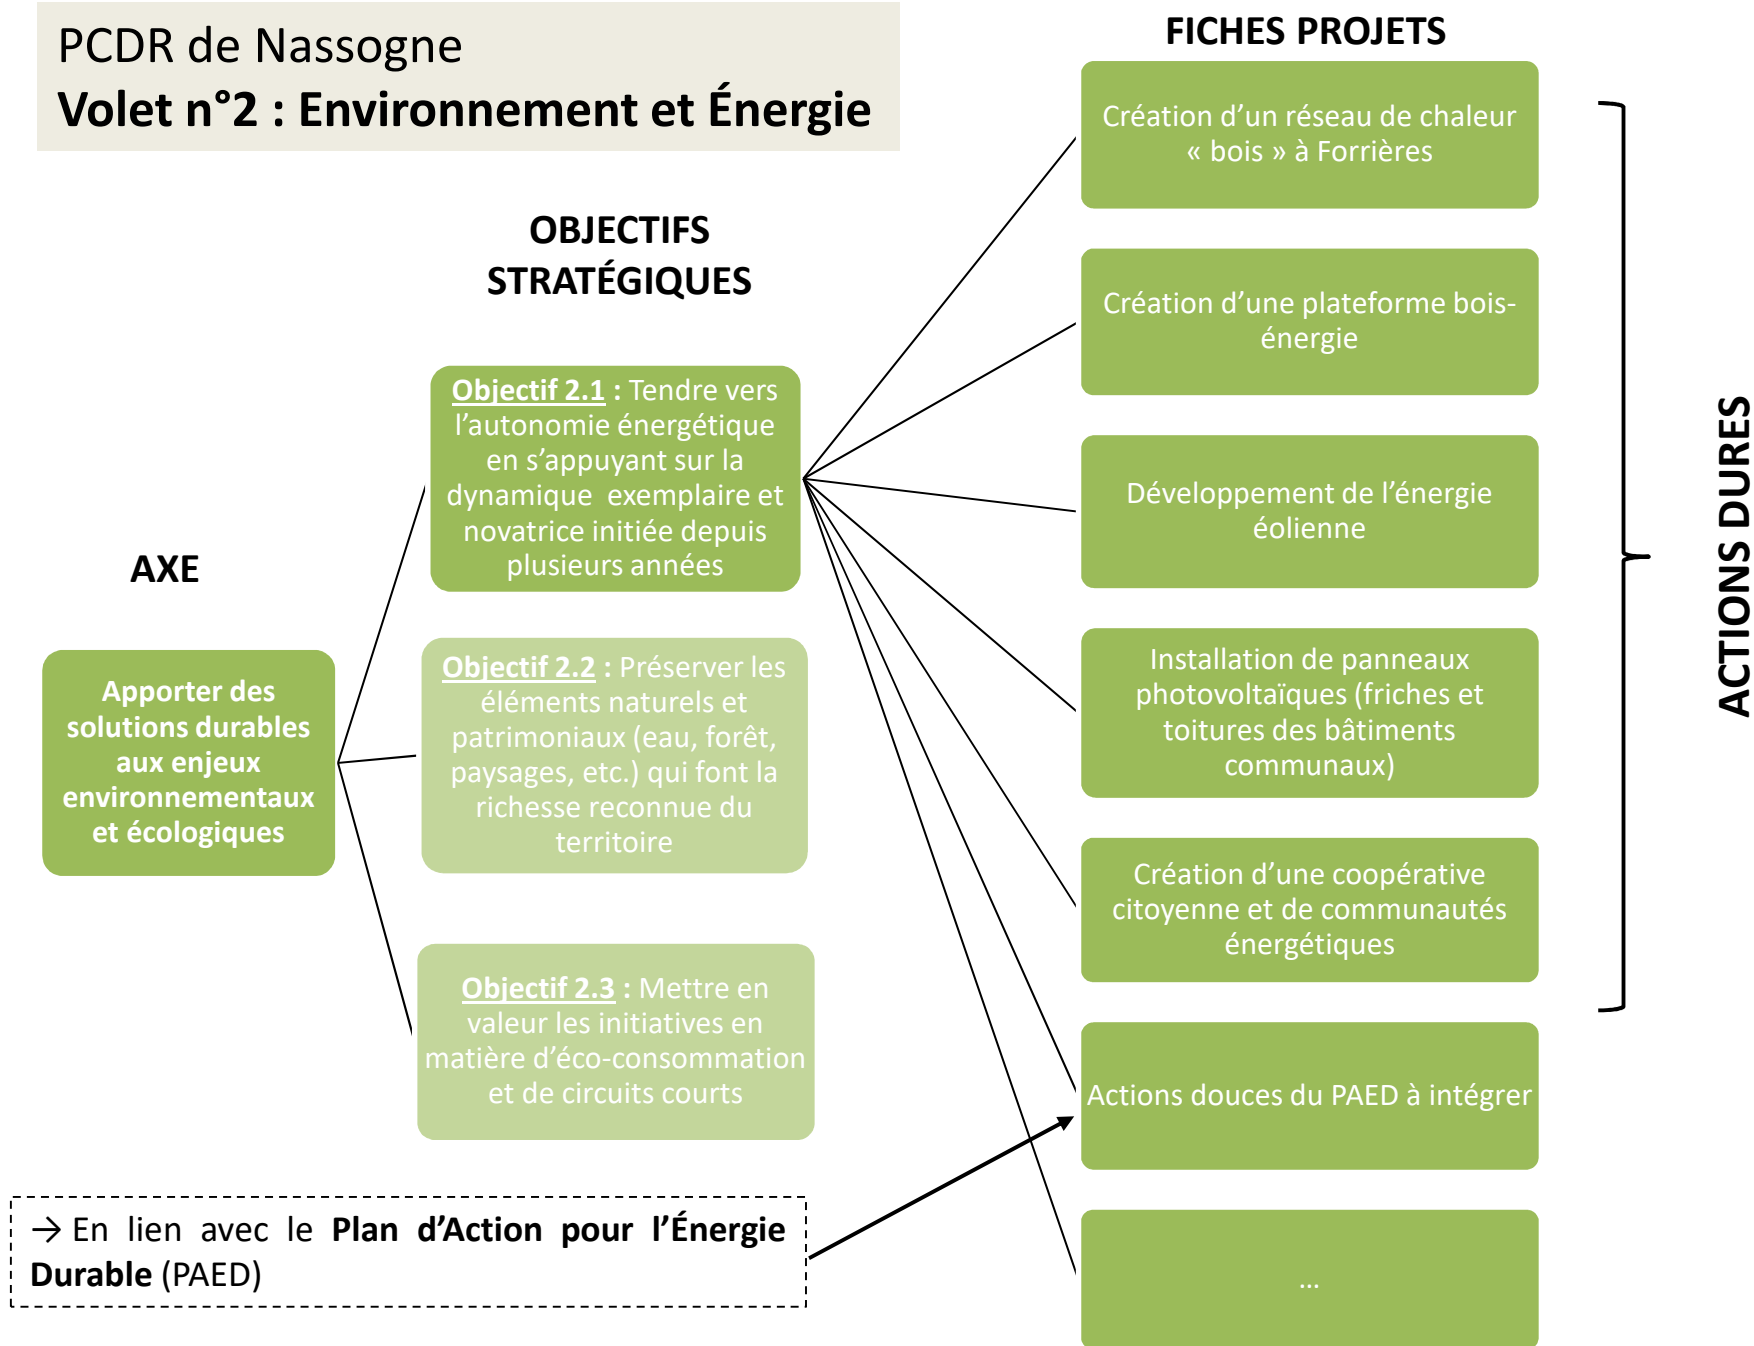 PCDR de Nassogne
Volet n°2 : Environnement et Énergie
AXE
Apporter des
solutions durables
aux enjeux
environnementaux
et écologiques
OBJECTIFS
STRATÉGIQUES
Objectif 2.1 : Tendre vers
l’autonomie énergétique
en s’appuyant sur la
dynamique exemplaire et
novatrice initiée depuis
plusieurs années
Objectif 2.2 : Préserver les
éléments naturels et
patrimoniaux (eau, forêt,
paysages, etc.) qui font la
richesse reconnue du
territoire
Objectif 2.3 : Mettre en
valeur les initiatives en
matière d’éco-consommation
et de circuits courts
→ En lien avec le Plan d’Action pour l’Énergie
Durable (PAED)
FICHES PROJETS
Création d’un réseau de chaleur
« bois » à Forrières
Création d’une plateforme bois-
énergie
Développement de l’énergie
éolienne
Installation de panneaux
photovoltaïques (friches et
toitures des bâtiments
communaux)
Création d’une coopérative
citoyenne et de communautés
énergétiques
Actions douces du PAED à intégrer
…
ACTIONS DURES